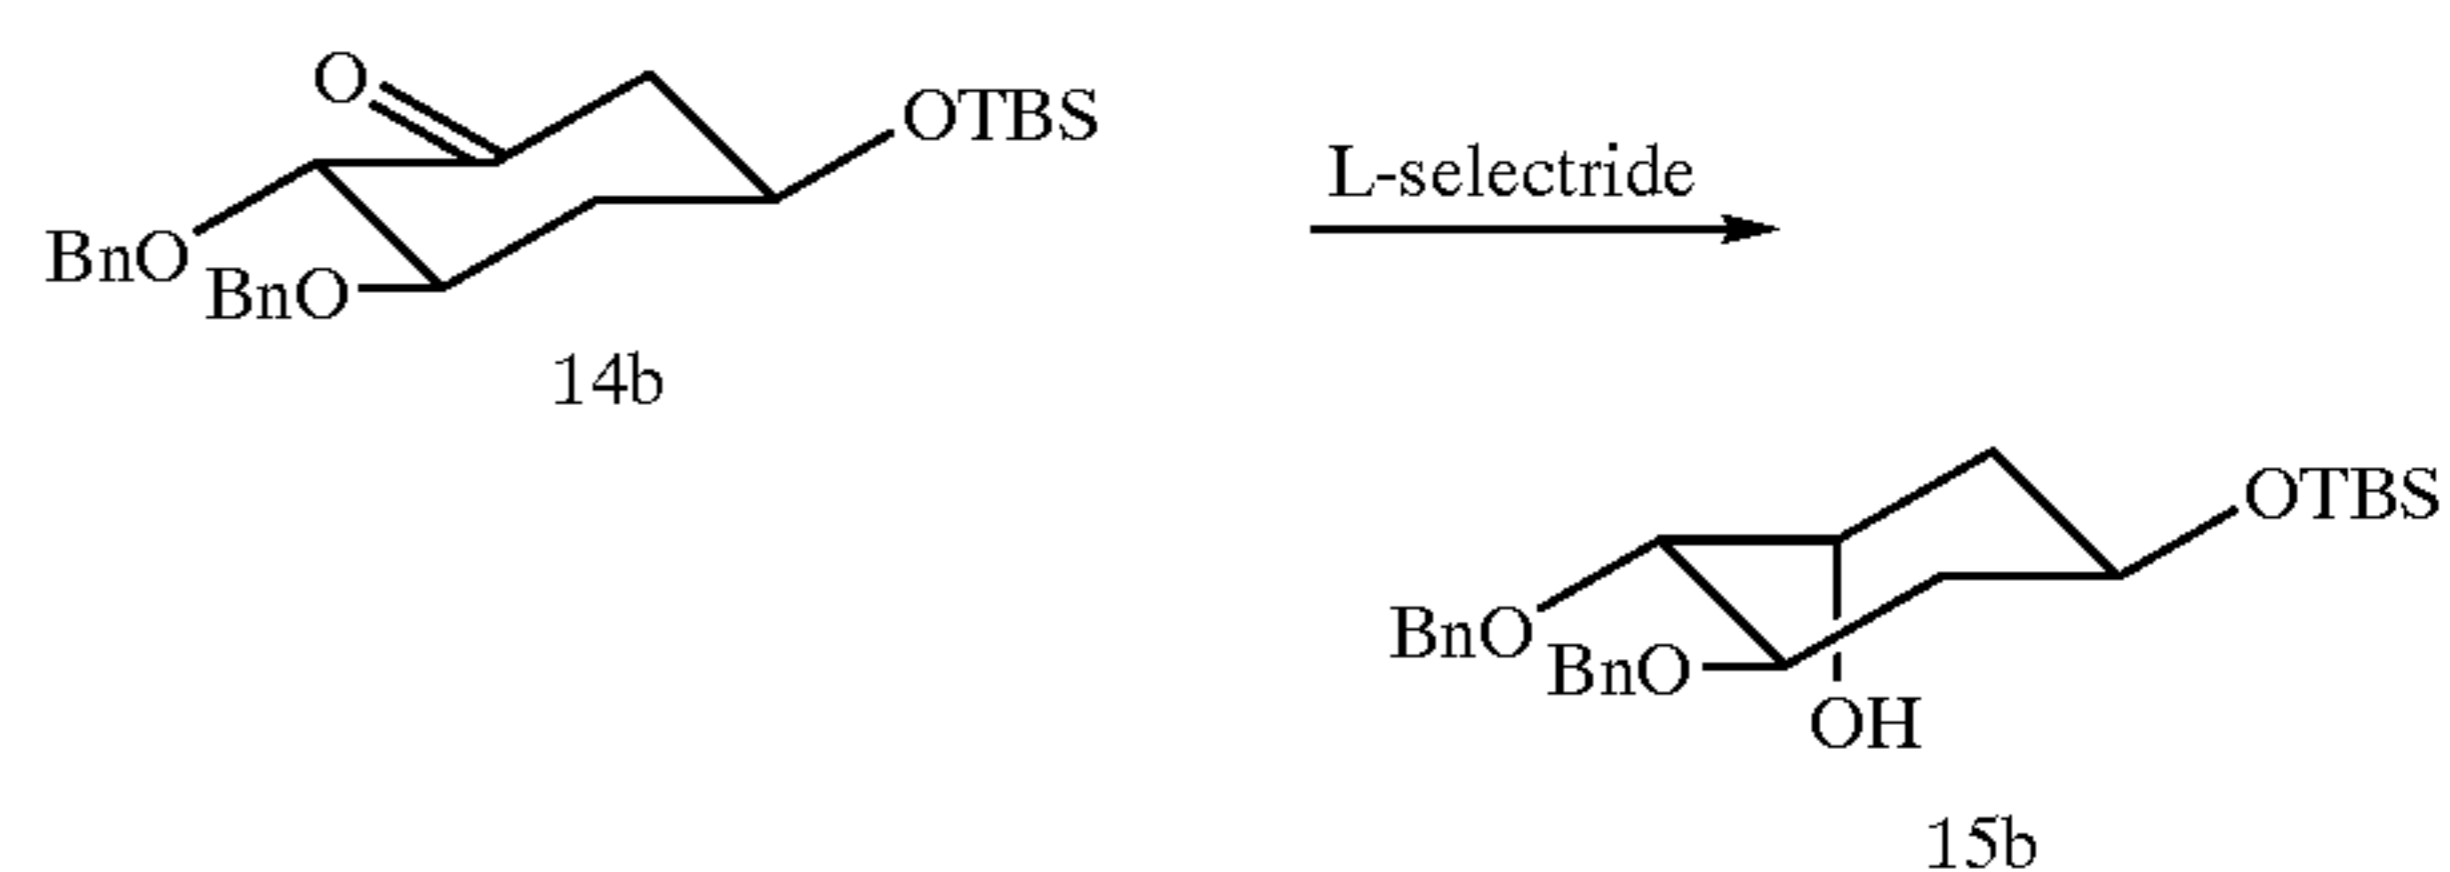 O
OTBS
L-selectride
BnO
BnO
14b
OTBS
BnO
BnO
OH
15b